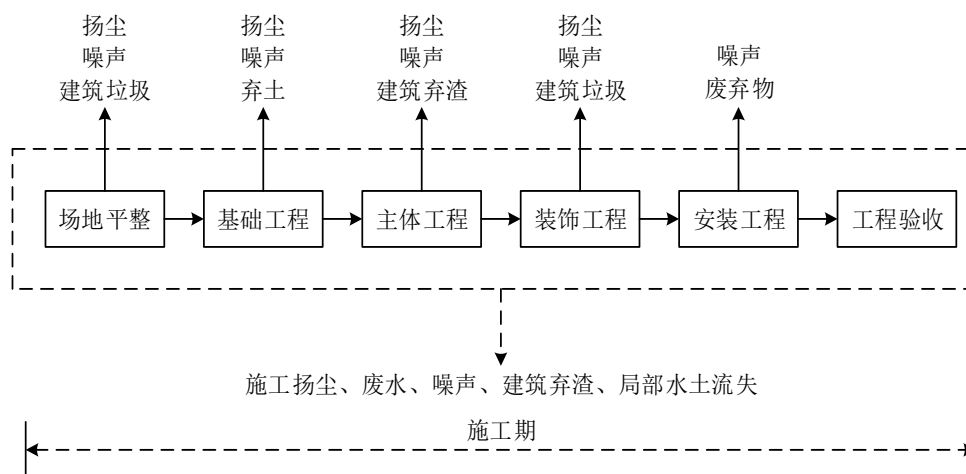 扬尘
噪声
建筑垃圾
扬尘
噪声
弃土
扬尘
噪声
建筑弃渣
扬尘
噪声
建筑垃圾
噪声
废弃物
场地平整
基础工程
主体工程
装饰工程
安装工程
工程验收
施工扬尘、废水、噪声、建筑弃渣、局部水土流失
施工期